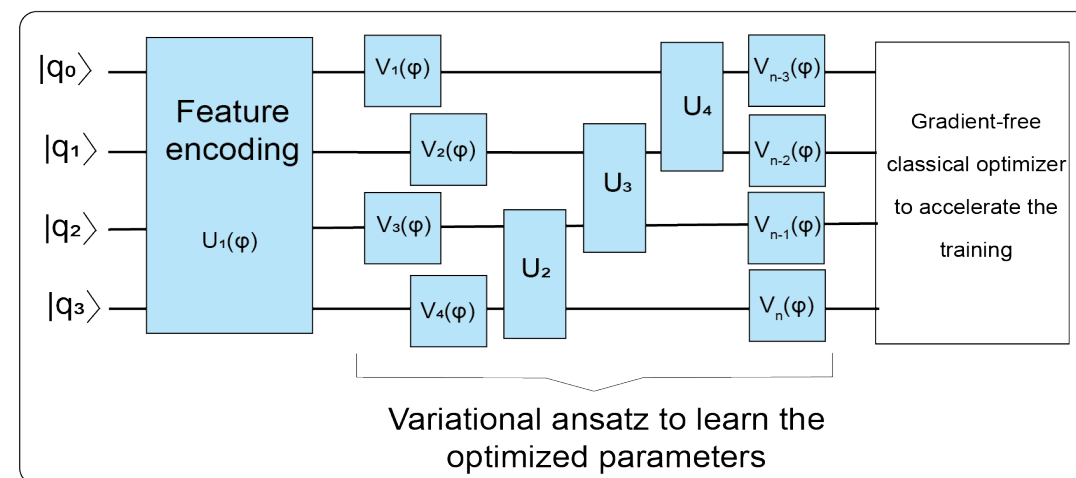 |q₀⟩
|q₁⟩
|q₂⟩
|q₃⟩
Feature
encoding
U₁(φ)
V₁(φ)
V₂(φ)
V₃(φ)
V₄(φ)
U₂
U₃
U₄
Vₙ₋₃(φ)
Vₙ₋₂(φ)
Vₙ₋₁(φ)
Vₙ(φ)
Gradient-free
classical optimizer
to accelerate the
training
Variational ansatz to learn the
optimized parameters